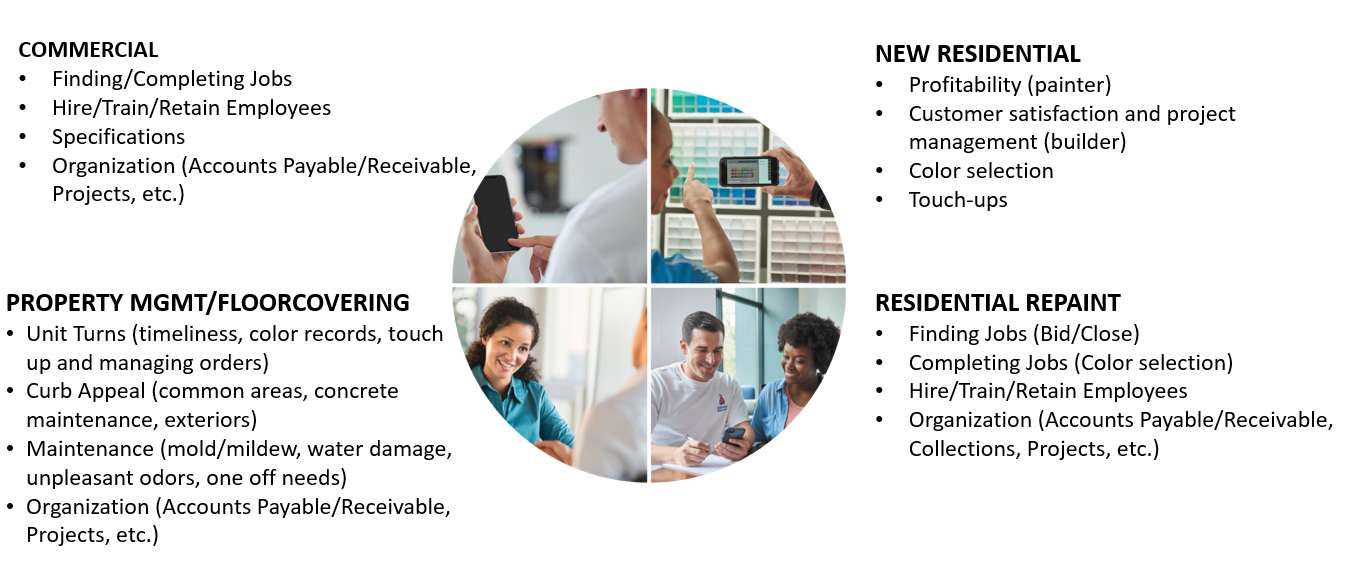 COMMERCIAL
• Finding/Completing Jobs
• Hire/Train/Retain Employees
• Specifications
• Organization (Accounts Payable/Receivable,
Projects, etc.)
NEW RESIDENTIAL
• Profitability (painter)
• Customer satisfaction and project
management (builder)
• Color selection
• Touch-ups
PROPERTY MGMT/FLOORCOVERING
• Unit Turns (timeliness, color records, touch
up and managing orders)
• Curb Appeal (common areas, concrete
maintenance, exteriors)
• Maintenance (mold/mildew, water damage,
unpleasant odors, one off needs)
• Organization (Accounts Payable/Receivable,
Projects, etc.)
RESIDENTIAL REPAINT
• Finding Jobs (Bid/Close)
• Completing Jobs (Color selection)
• Hire/Train/Retain Employees
• Organization (Accounts Payable/Receivable,
Collections, Projects, etc.)